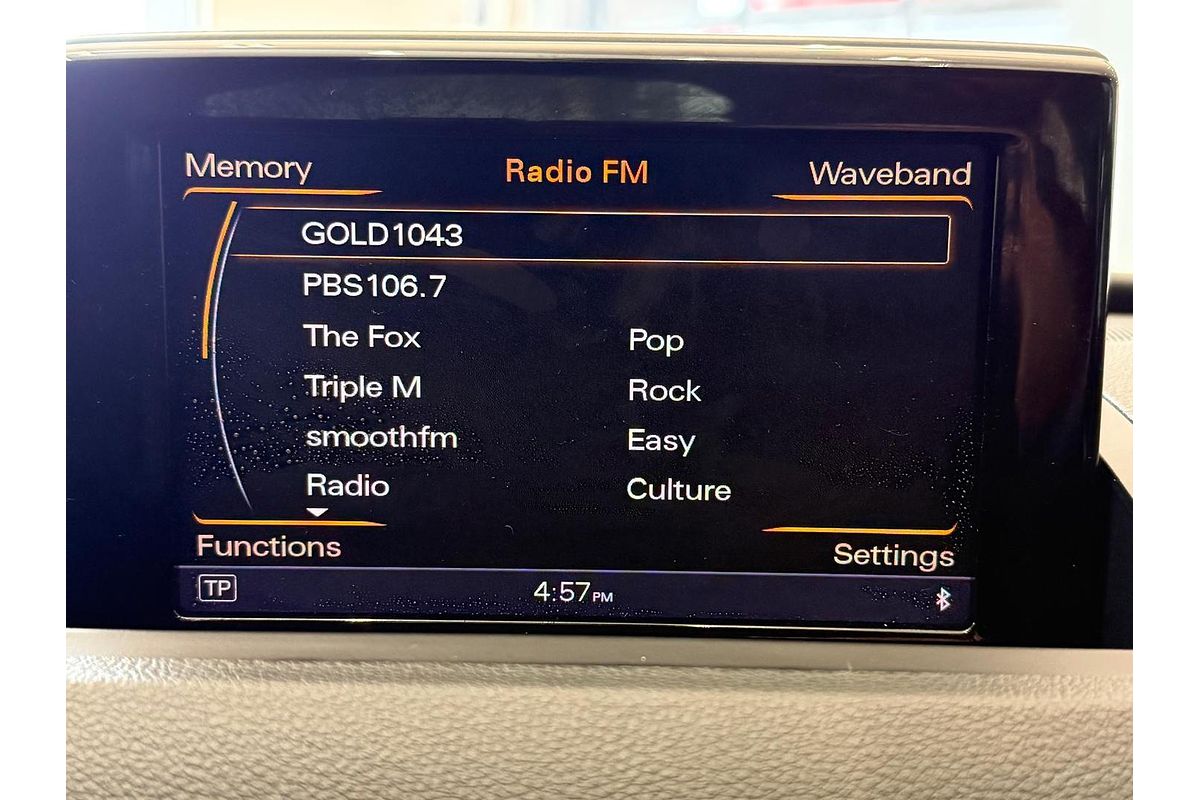 Memory Radio FM Waveband
GOLD1043
PBS106.7
The Fox Pop
Triple M Rock
smoothfm Easy
Radio Culture
Functions Settings
TP 4:57PM